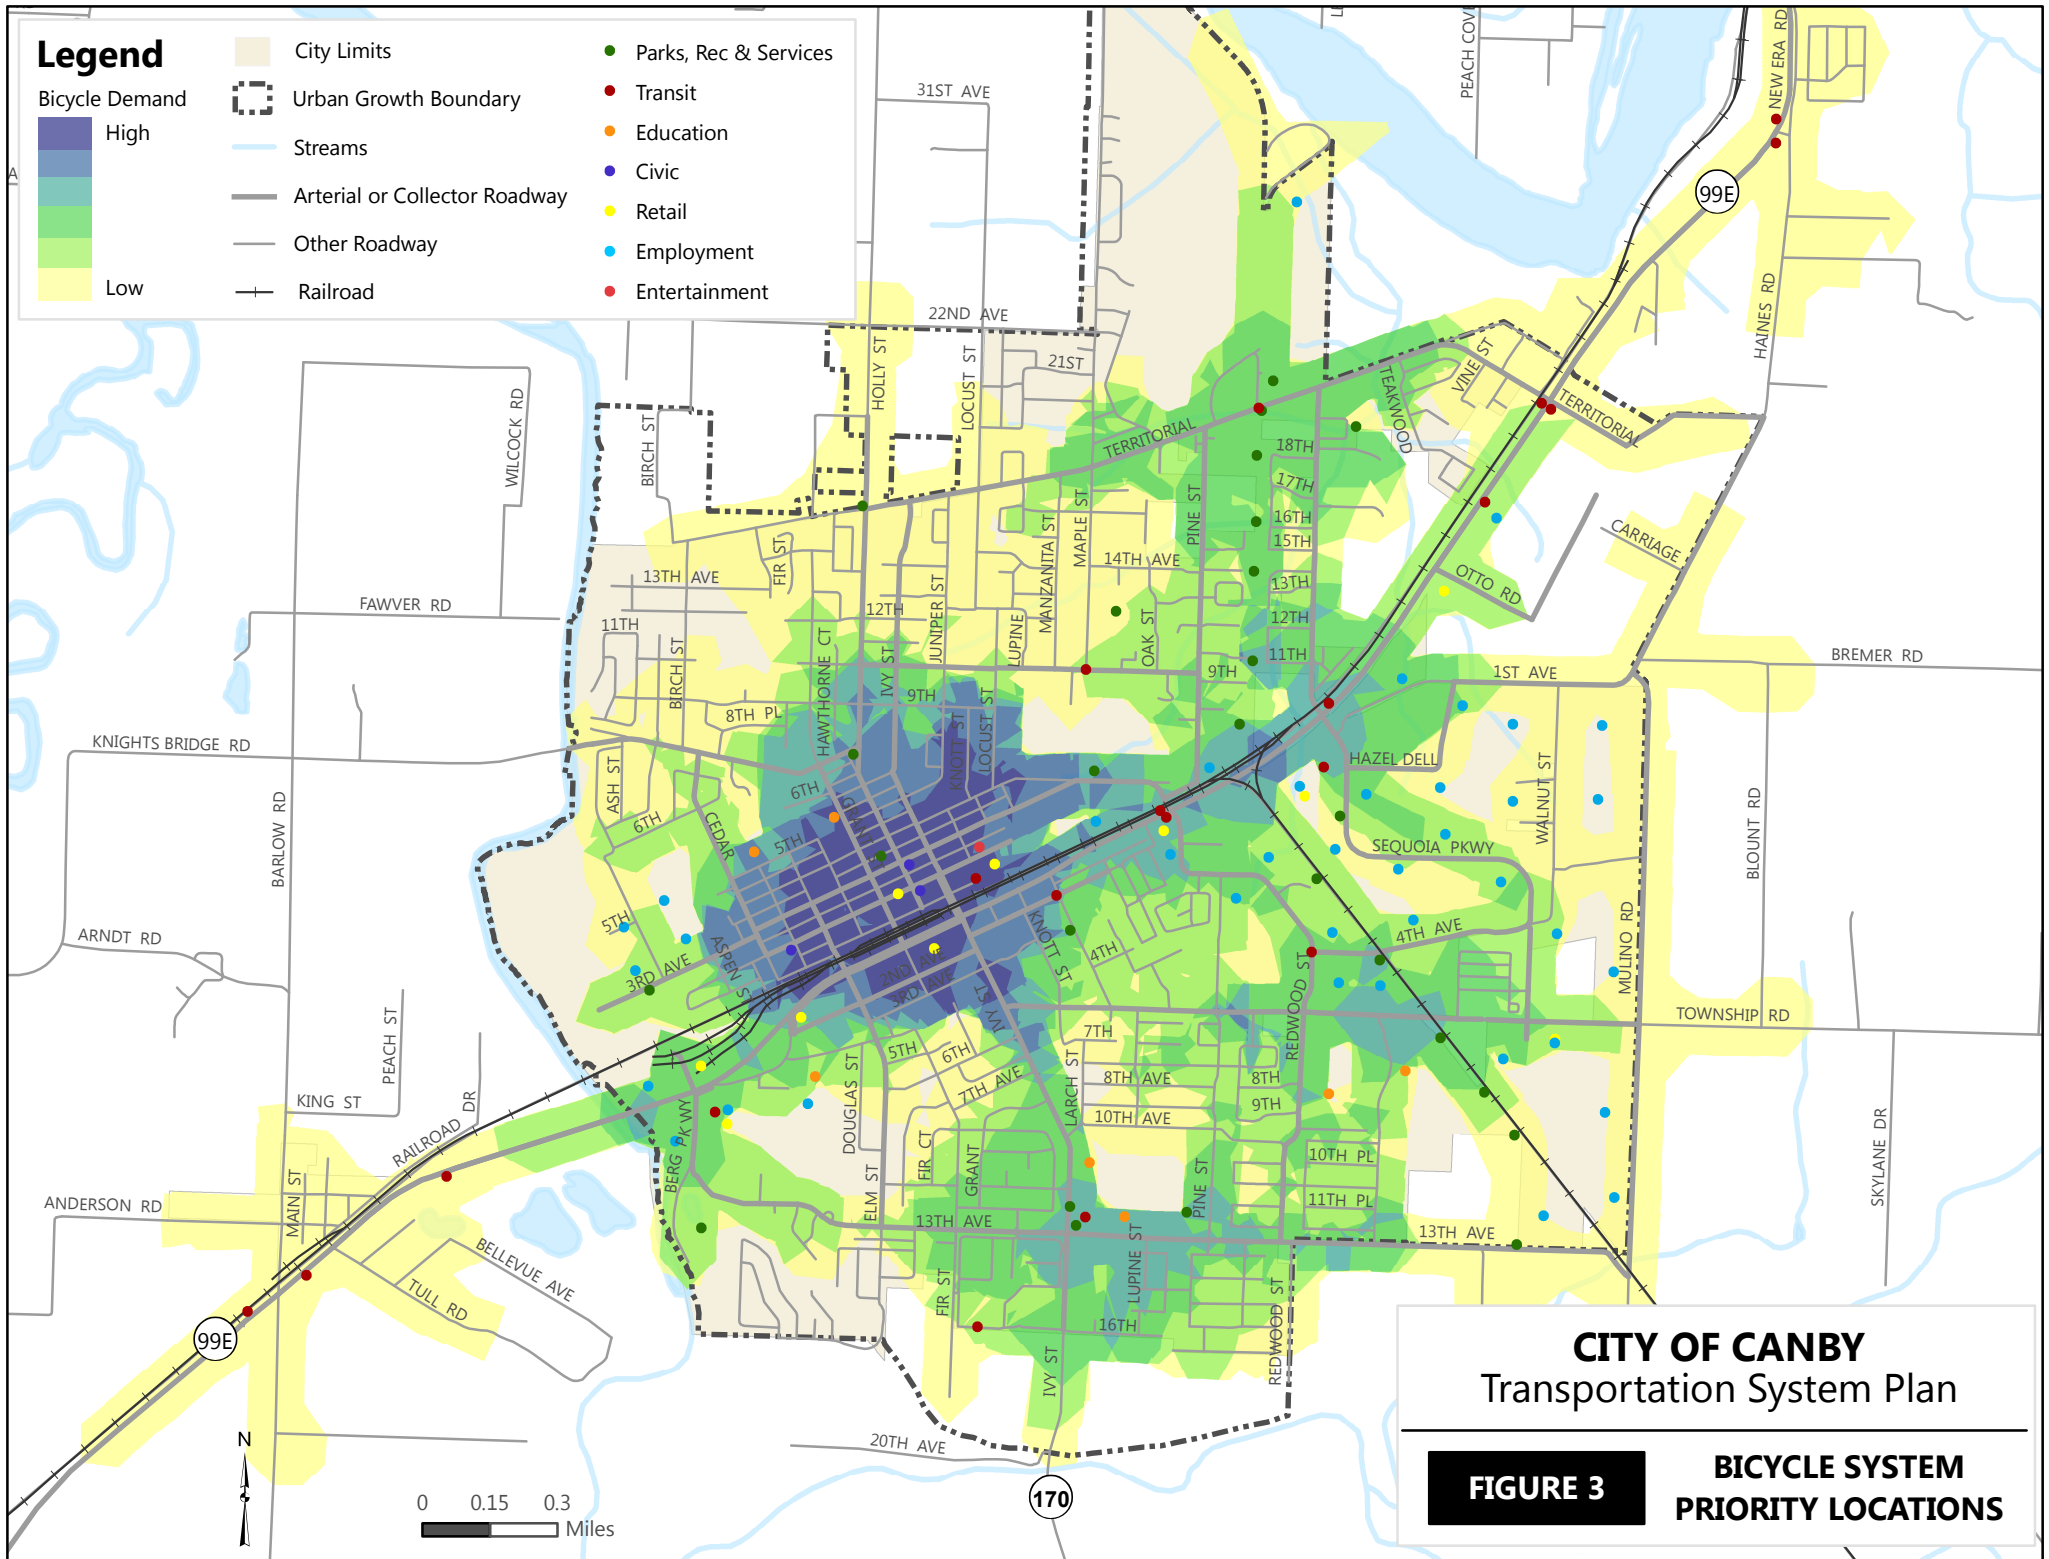 Legend
Bicycle Demand
High
Low
City Limits
Urban Growth Boundary
Streams
Arterial or Collector Roadway
Other Roadway
Railroad
Parks, Rec & Services
Transit
Education
Civic
Retail
Employment
Entertainment
31ST AVE
PEACH COV
NEW ERA RD
99E
22ND AVE
21ST
HOLLY ST
LOCUST ST
HAINES RD
VINE ST
TEAKWOOD
TERRITORIAL
TERRITORIAL
WILCOCK RD
BIRCH ST
18TH
17TH
16TH
15TH
PINE ST
MAPLE ST
MANZANITA ST
14TH AVE
CARRIAGE
OTTO RD
FIR ST
13TH AVE
13TH
FAWVER RD
12TH
12TH
JUNIPER ST
LUPINE
OAK ST
11TH
11TH
BIRCH ST
HAWTHORNE CT
IVY ST
9TH
9TH
1ST AVE
BREMER RD
8TH PL
KNOTT ST
LOCUST ST
KNIGHTS BRIDGE RD
HAZEL DELL
ASH ST
6TH
6TH
GRANT
CEDAR
5TH
WALNUT ST
BARLOW RD
BLOUNT RD
SEQUOIA PKWY
5TH
3RD AVE
ASPEN ST
KNOTT ST
4TH
4TH AVE
ARNDT RD
2ND AVE
3RD AVE
IVY ST
REDWOOD ST
MULINO RD
TOWNSHIP RD
PEACH ST
7TH
5TH
6TH
7TH AVE
DOUGLAS ST
LARCH ST
8TH AVE
8TH
9TH
10TH AVE
KING ST
RAILROAD DR
BERG PKWY
FIR CT
GRANT
10TH PL
11TH PL
PINE ST
SKYLANE DR
ANDERSON RD
MAIN ST
ELM ST
13TH AVE
13TH AVE
BELLEVUE AVE
TULL RD
LUPINE ST
FIR ST
REDWOOD ST
16TH
99E
IVY ST
20TH AVE
170
N
0 0.15 0.3
Miles
CITY OF CANBY
Transportation System Plan
FIGURE 3
BICYCLE SYSTEM
PRIORITY LOCATIONS